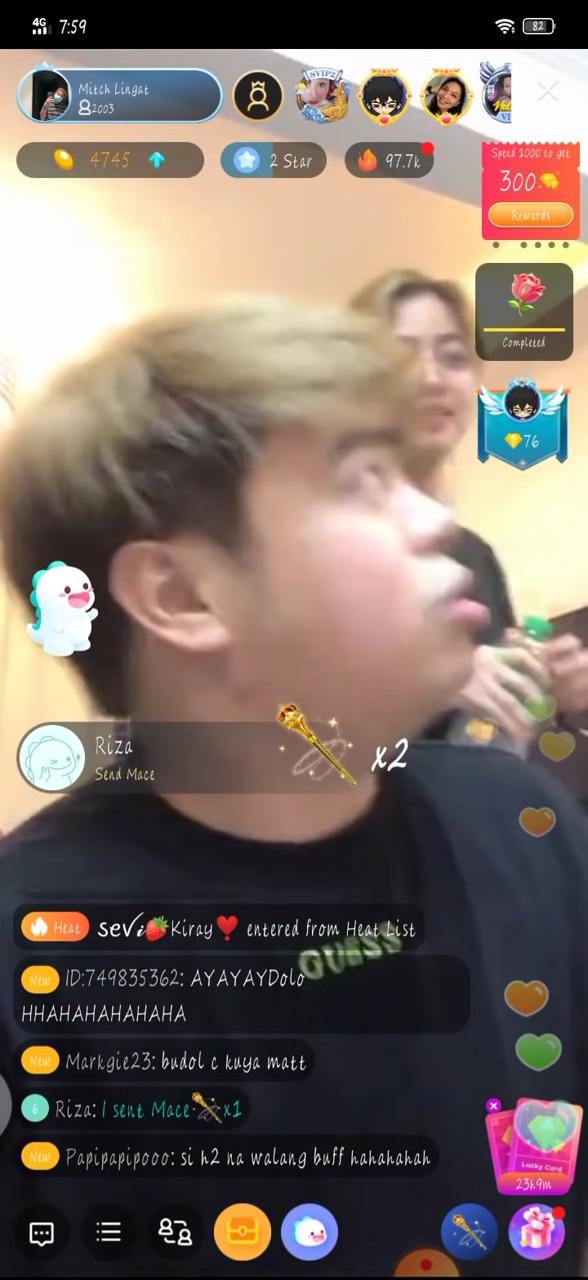 4G 7:59 82
Mitch Lingat
2003
SVIP2
4745
2 Star
97.7k
Spend 1000 to get
300
Rewards
Completed
76
Riza
Send Mace
x2
GUESS
Heat sevi🍓Kiray❤️ entered from Heat List
New ID:749835362: AYAYAYDolo
HHAHAHAHAHAHA
New Markgie23: budol c kuya matt
6 Riza: I sent Mace x1
New Papipapipooo: si h2 na walang buff hahahahah
Lucky Card
23h9m